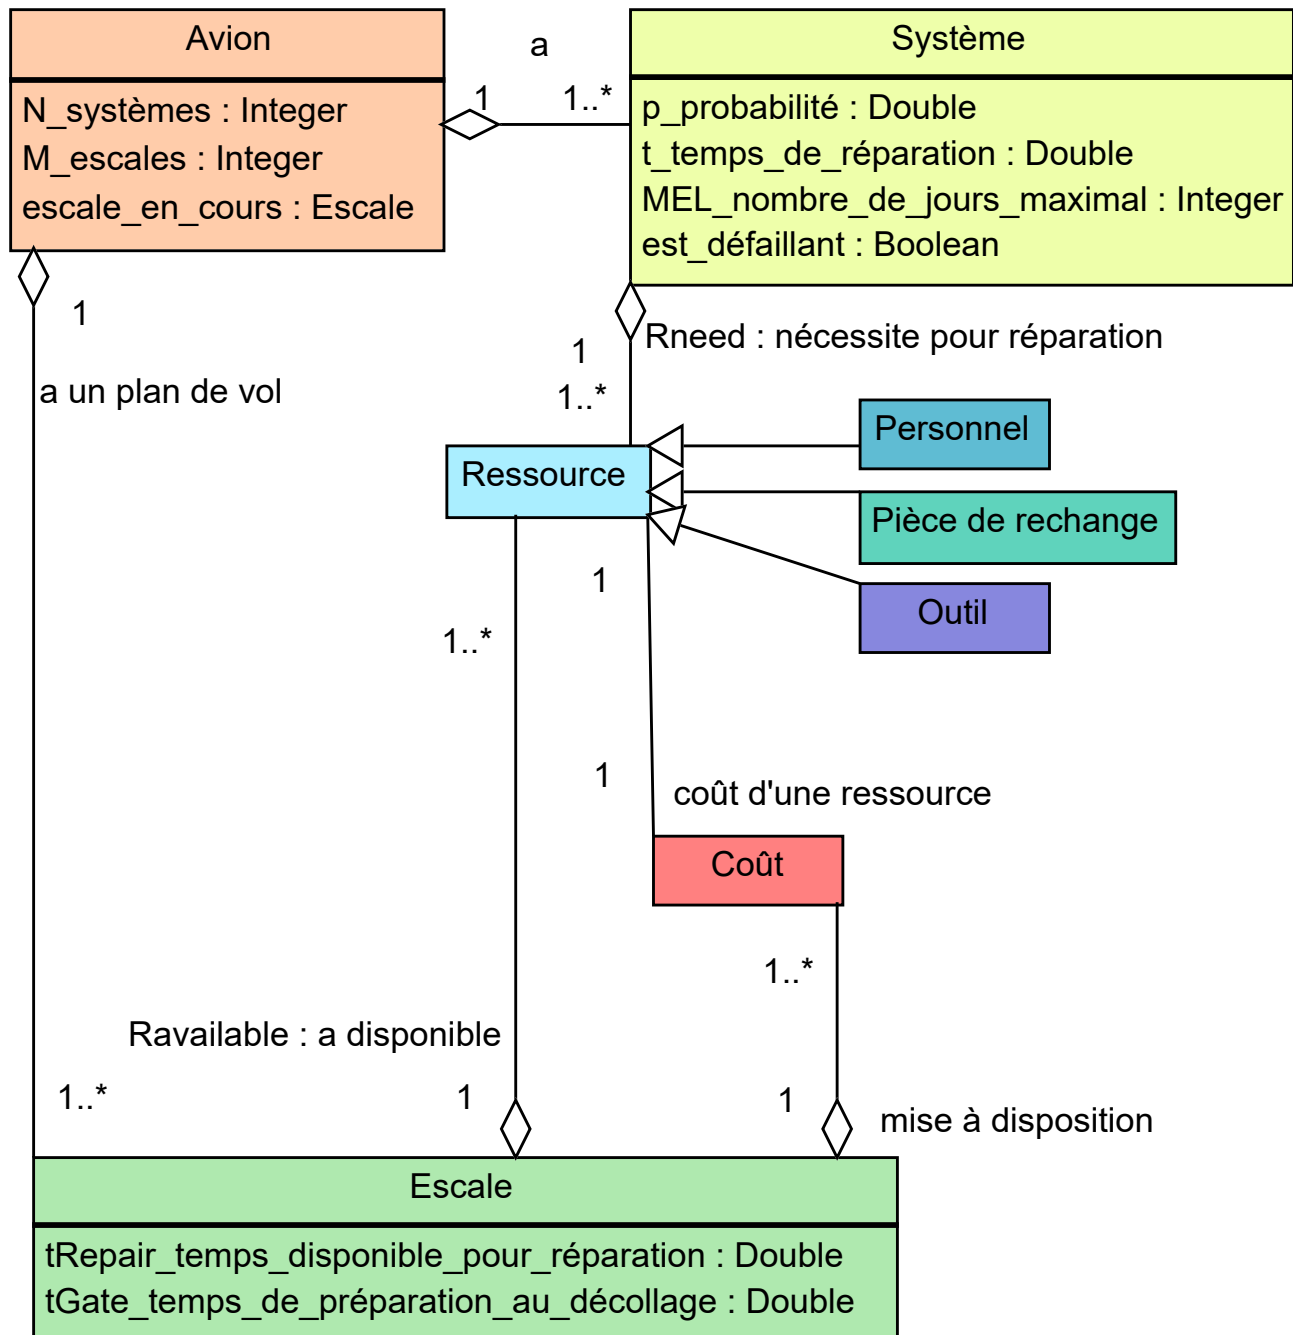 Avion
N_systèmes : Integer
M_escales : Integer
escale_en_cours : Escale
a
1
1..*
Système
p_probabilité : Double
t_temps_de_réparation : Double
MEL_nombre_de_jours_maximal : Integer
est_défaillant : Boolean
1
a un plan de vol
1
Rneed : nécessite pour réparation
1..*
Personnel
Ressource
Pièce de rechange
Outil
1
1..*
1
coût d'une ressource
Coût
1..*
Ravailable : a disponible
1..*
1
1
mise à disposition
Escale
tRepair_temps_disponible_pour_réparation : Double
tGate_temps_de_préparation_au_décollage : Double